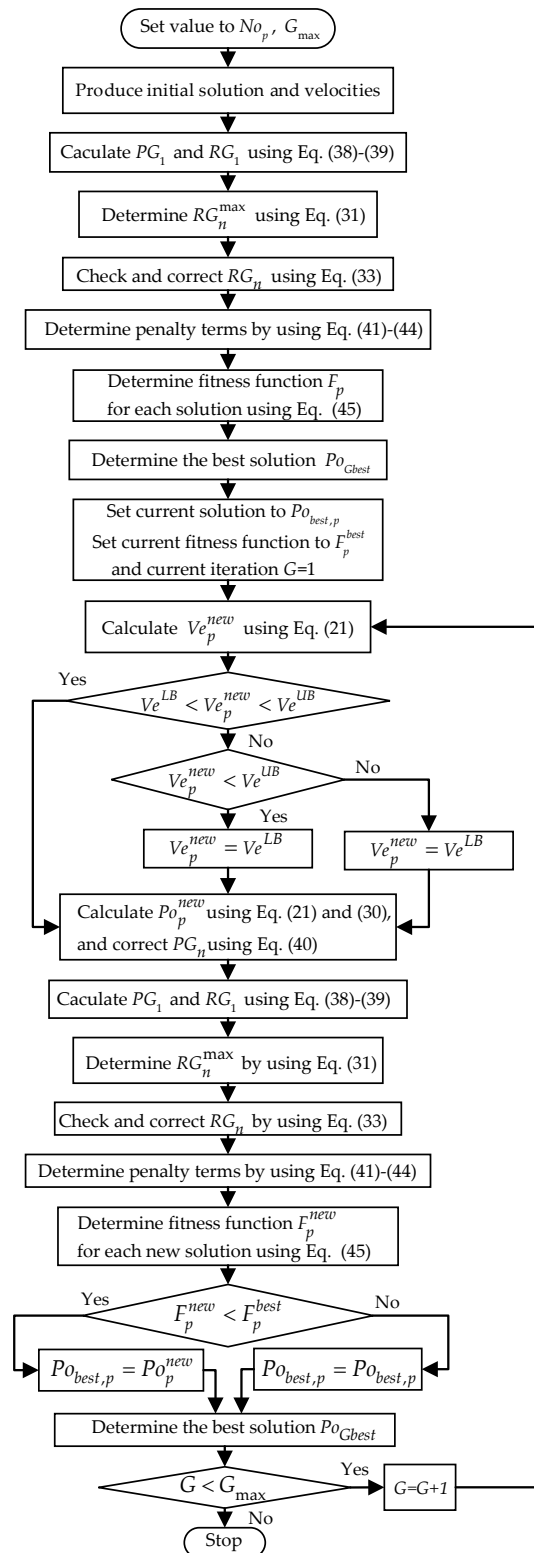 Set value to No_p, G_max
Produce initial solution and velocities
Caculate PG_1 and RG_1 using Eq. (38)-(39)
Determine RG_n^max using Eq. (31)
Check and correct RG_n using Eq. (33)
Determine penalty terms by using Eq. (41)-(44)
Determine fitness function F_p
for each solution using Eq. (45)
Determine the best solution Po_Gbest
Set current solution to Po_best,p
Set current fitness function to F_p^best
and current iteration G=1
Calculate Ve_p^new using Eq. (21)
Yes
Ve^LB < Ve_p^new < Ve^UB
No
Ve_p^new < Ve^UB
No
Yes
Ve_p^new = Ve^LB
Ve_p^new = Ve^LB
Calculate Po_p^new using Eq. (21) and (30),
and correct PG_n using Eq. (40)
Caculate PG_1 and RG_1 using Eq. (38)-(39)
Determine RG_n^max by using Eq. (31)
Check and correct RG_n by using Eq. (33)
Determine penalty terms by using Eq. (41)-(44)
Determine fitness function F_p^new
for each new solution using Eq. (45)
Yes
F_p^new < F_p^best
No
Po_best,p = Po_p^new
Po_best,p = Po_best,p
Determine the best solution Po_Gbest
G < G_max
Yes
G=G+1
No
Stop